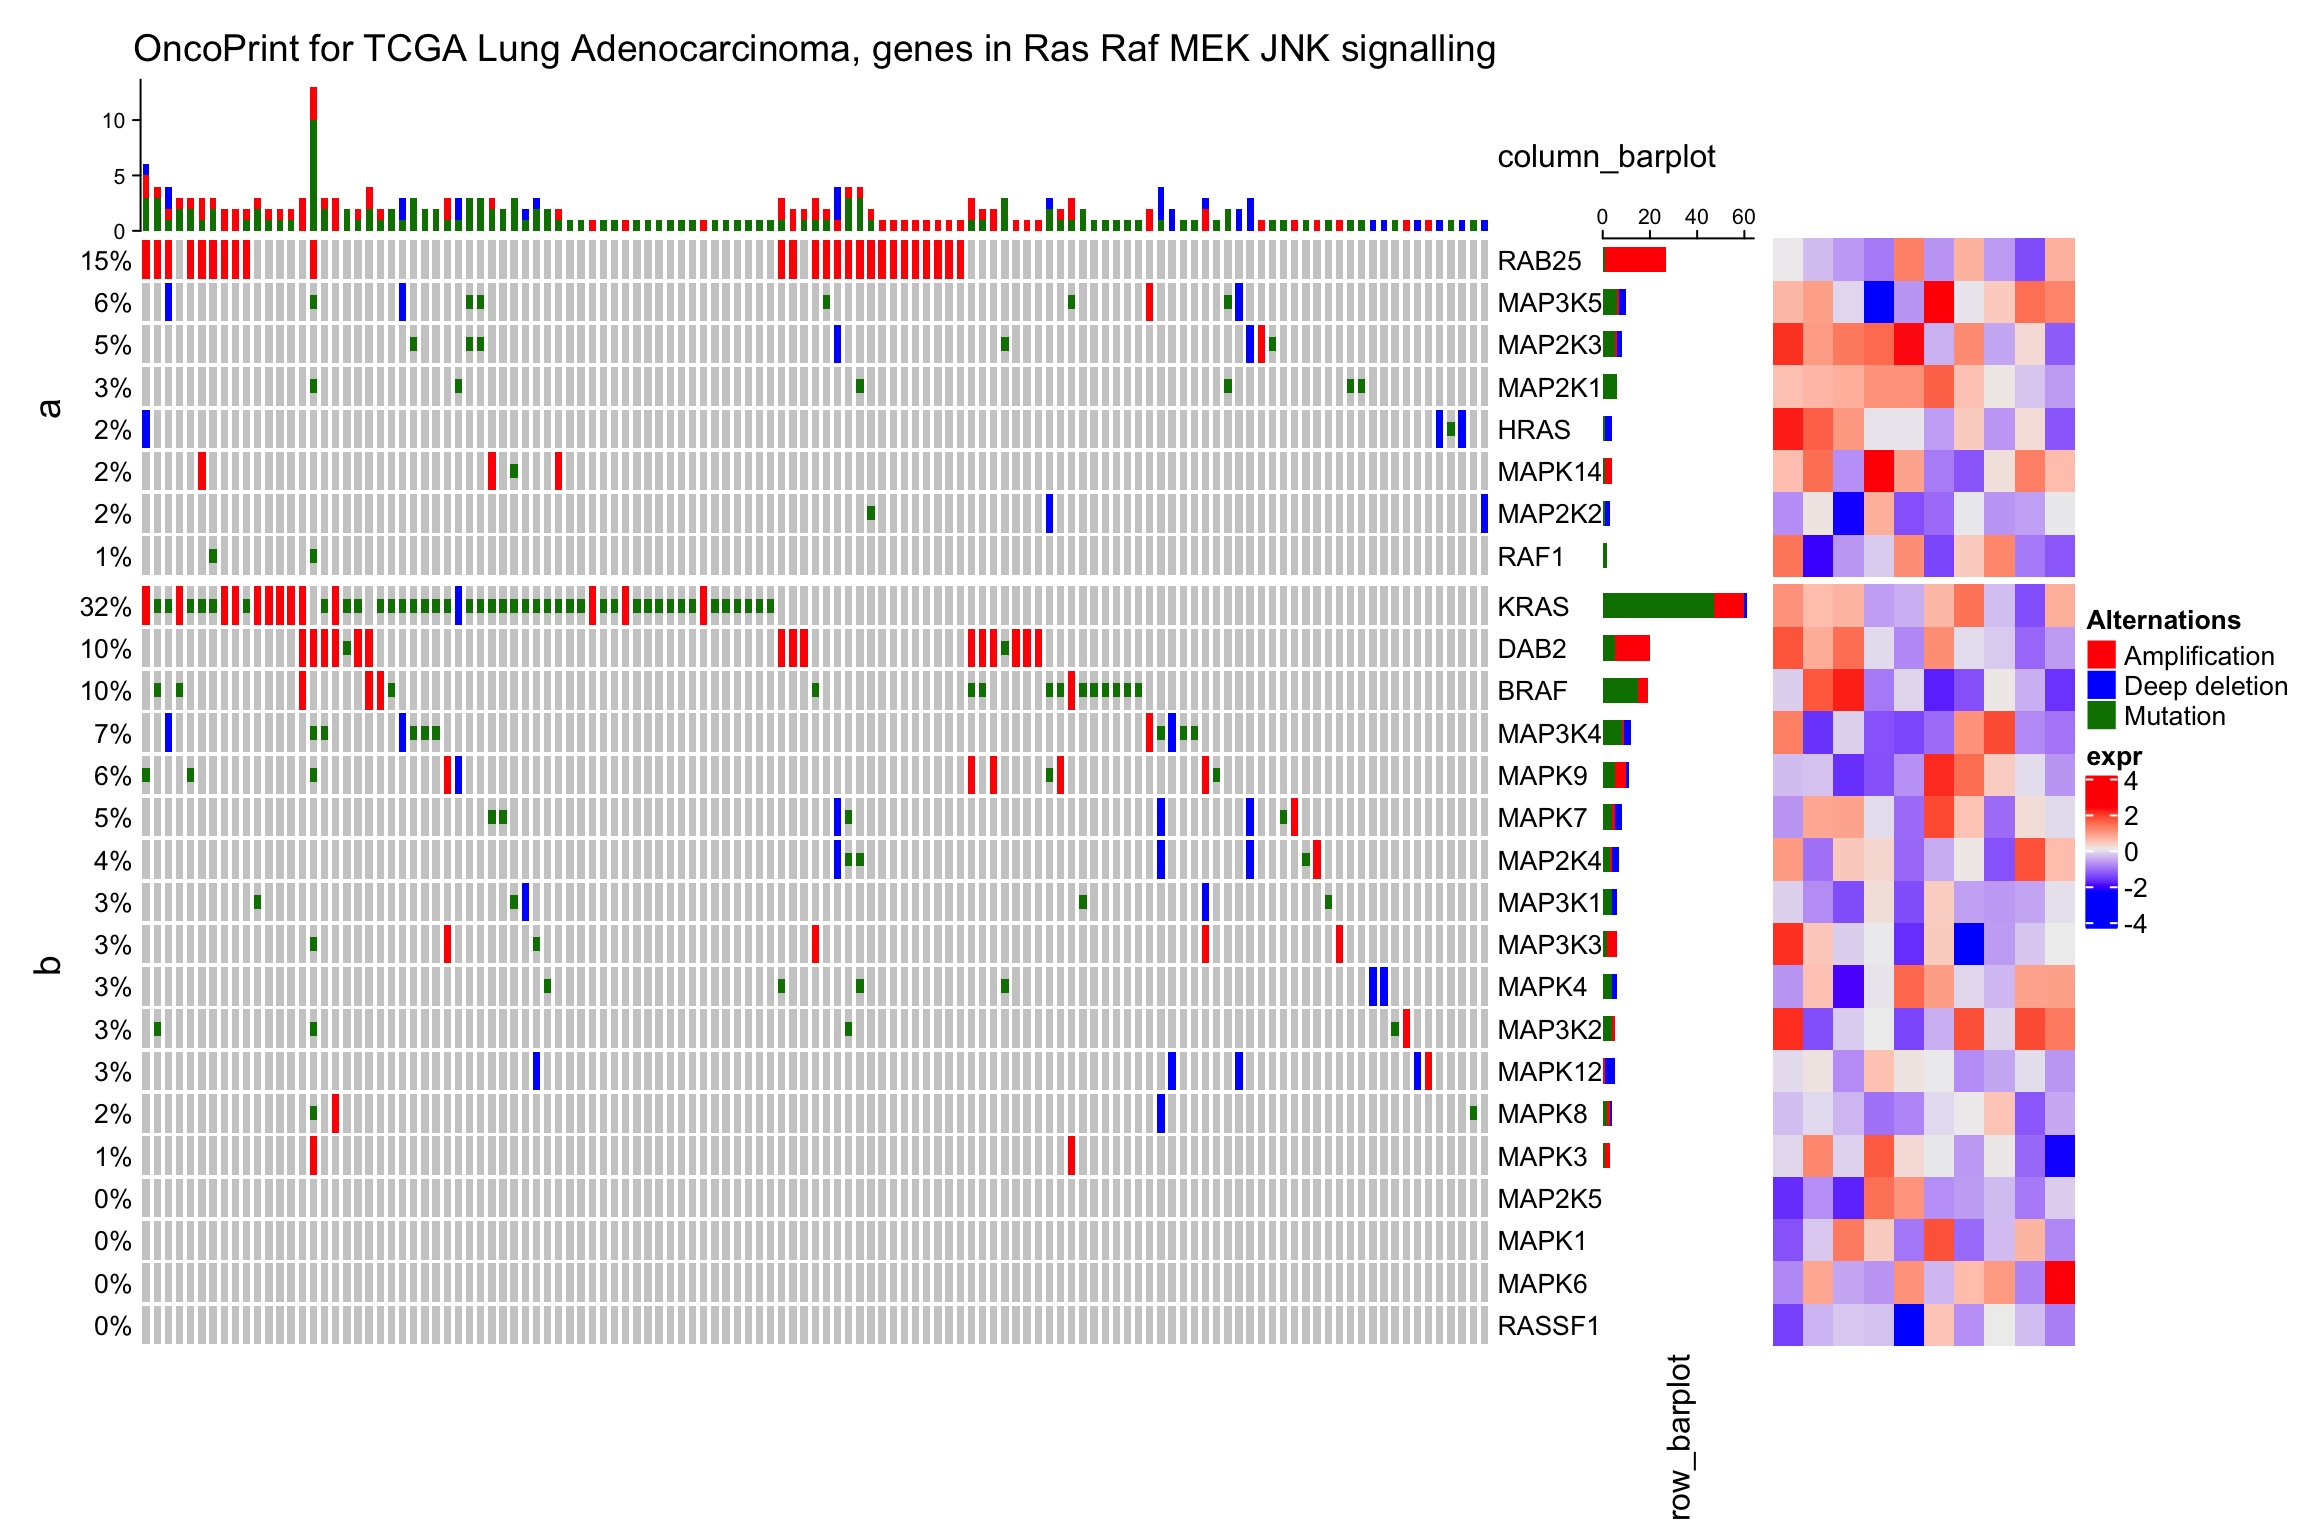 OncoPrint for TCGA Lung Adenocarcinoma, genes in Ras Raf MEK JNK signalling
10
5
0
column_barplot
0 20 40 60
a
15% RAB25
6% MAP3K5
5% MAP2K3
3% MAP2K1
2% HRAS
2% MAPK14
2% MAP2K2
1% RAF1
b
32% KRAS
10% DAB2
10% BRAF
7% MAP3K4
6% MAPK9
5% MAPK7
4% MAP2K4
3% MAP3K1
3% MAP3K3
3% MAPK4
3% MAP3K2
3% MAPK12
2% MAPK8
1% MAPK3
0% MAP2K5
0% MAPK1
0% MAPK6
0% RASSF1
row_barplot
Alternations
Amplification
Deep deletion
Mutation
expr
4
2
0
-2
-4